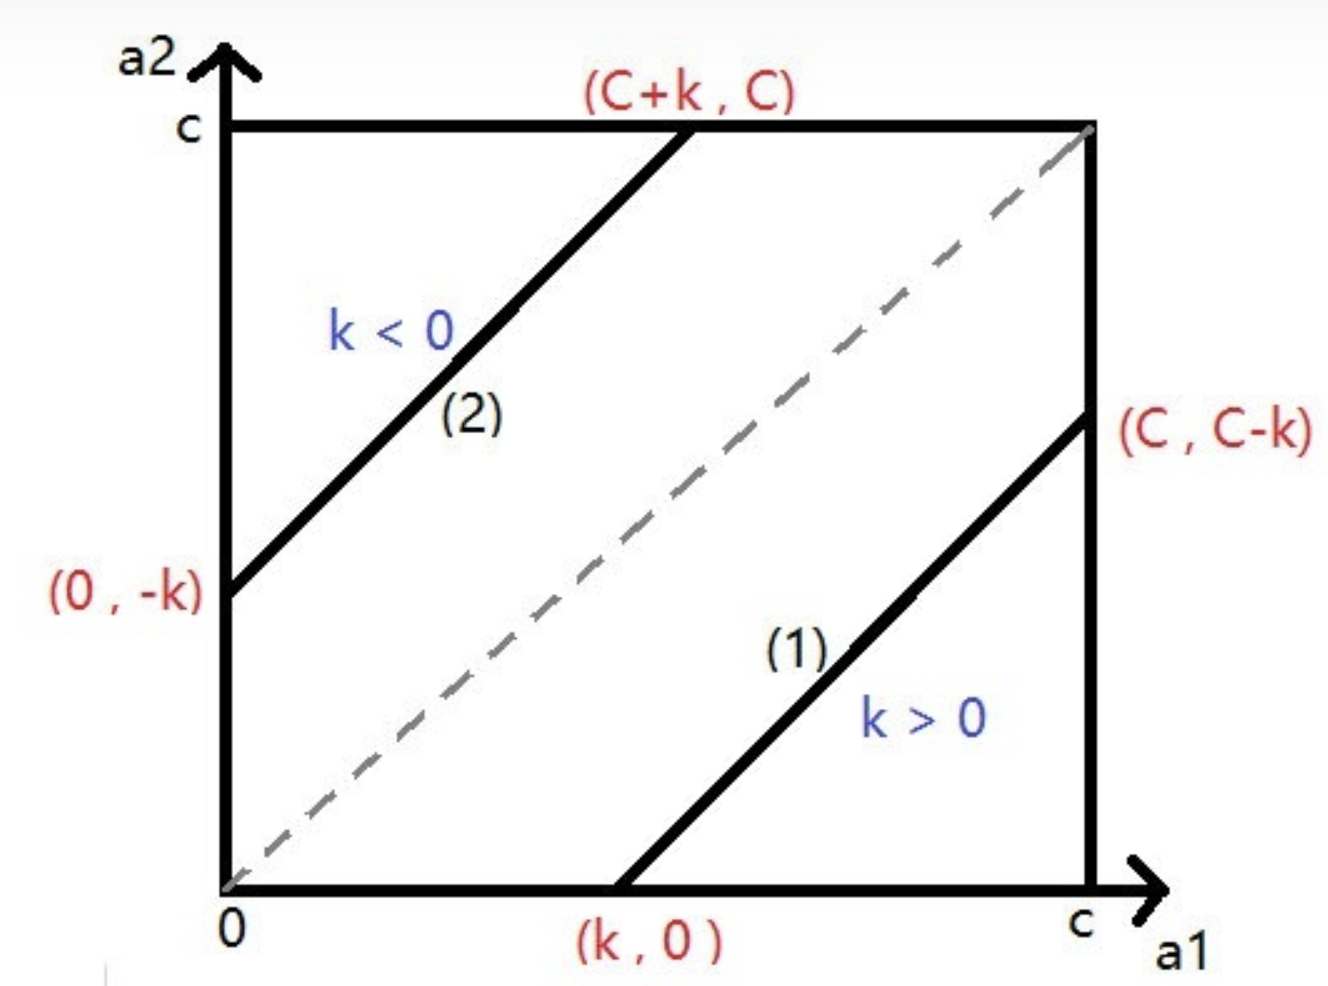 a2
(C+k , C)
c
k < 0
(2)
(C , C-k)
(0 , -k)
(1)
k > 0
0
(k , 0 )
c
a1